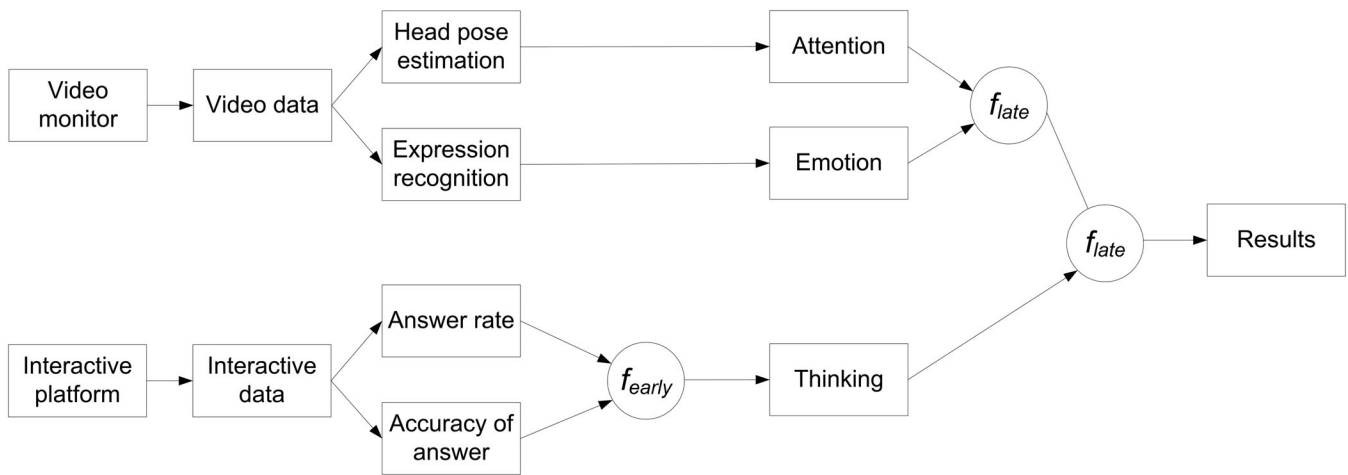 Video
monitor
Video data
Head pose
estimation
Expression
recognition
Attention
Emotion
f_late
f_late
Results
Interactive
platform
Interactive
data
Answer rate
Accuracy of
answer
f_early
Thinking